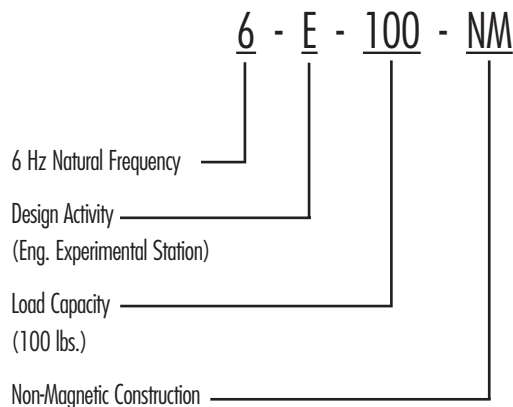 6 - E - 100 - NM
6 Hz Natural Frequency
Design Activity
(Eng. Experimental Station)
Load Capacity
(100 lbs.)
Non-Magnetic Construction